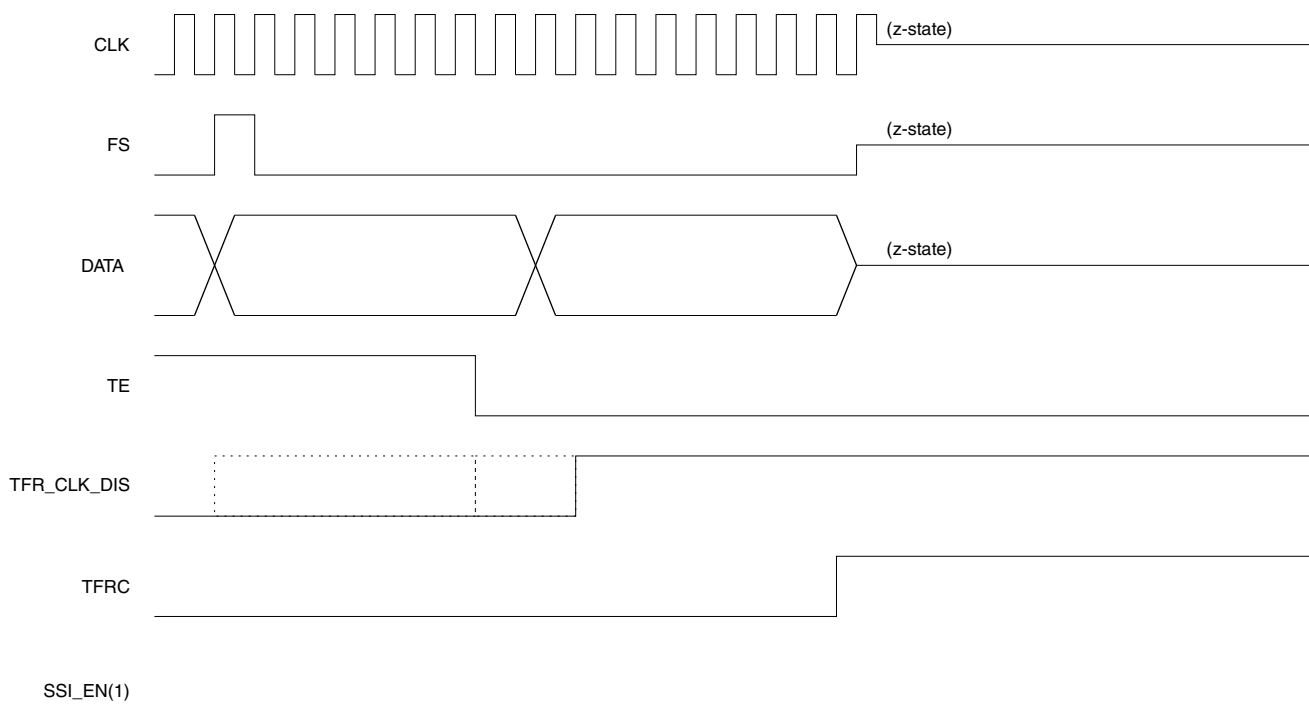 CLK
(z-state)
FS
(z-state)
DATA
(z-state)
TE
TFR_CLK_DIS
TFRC
SSI_EN(1)